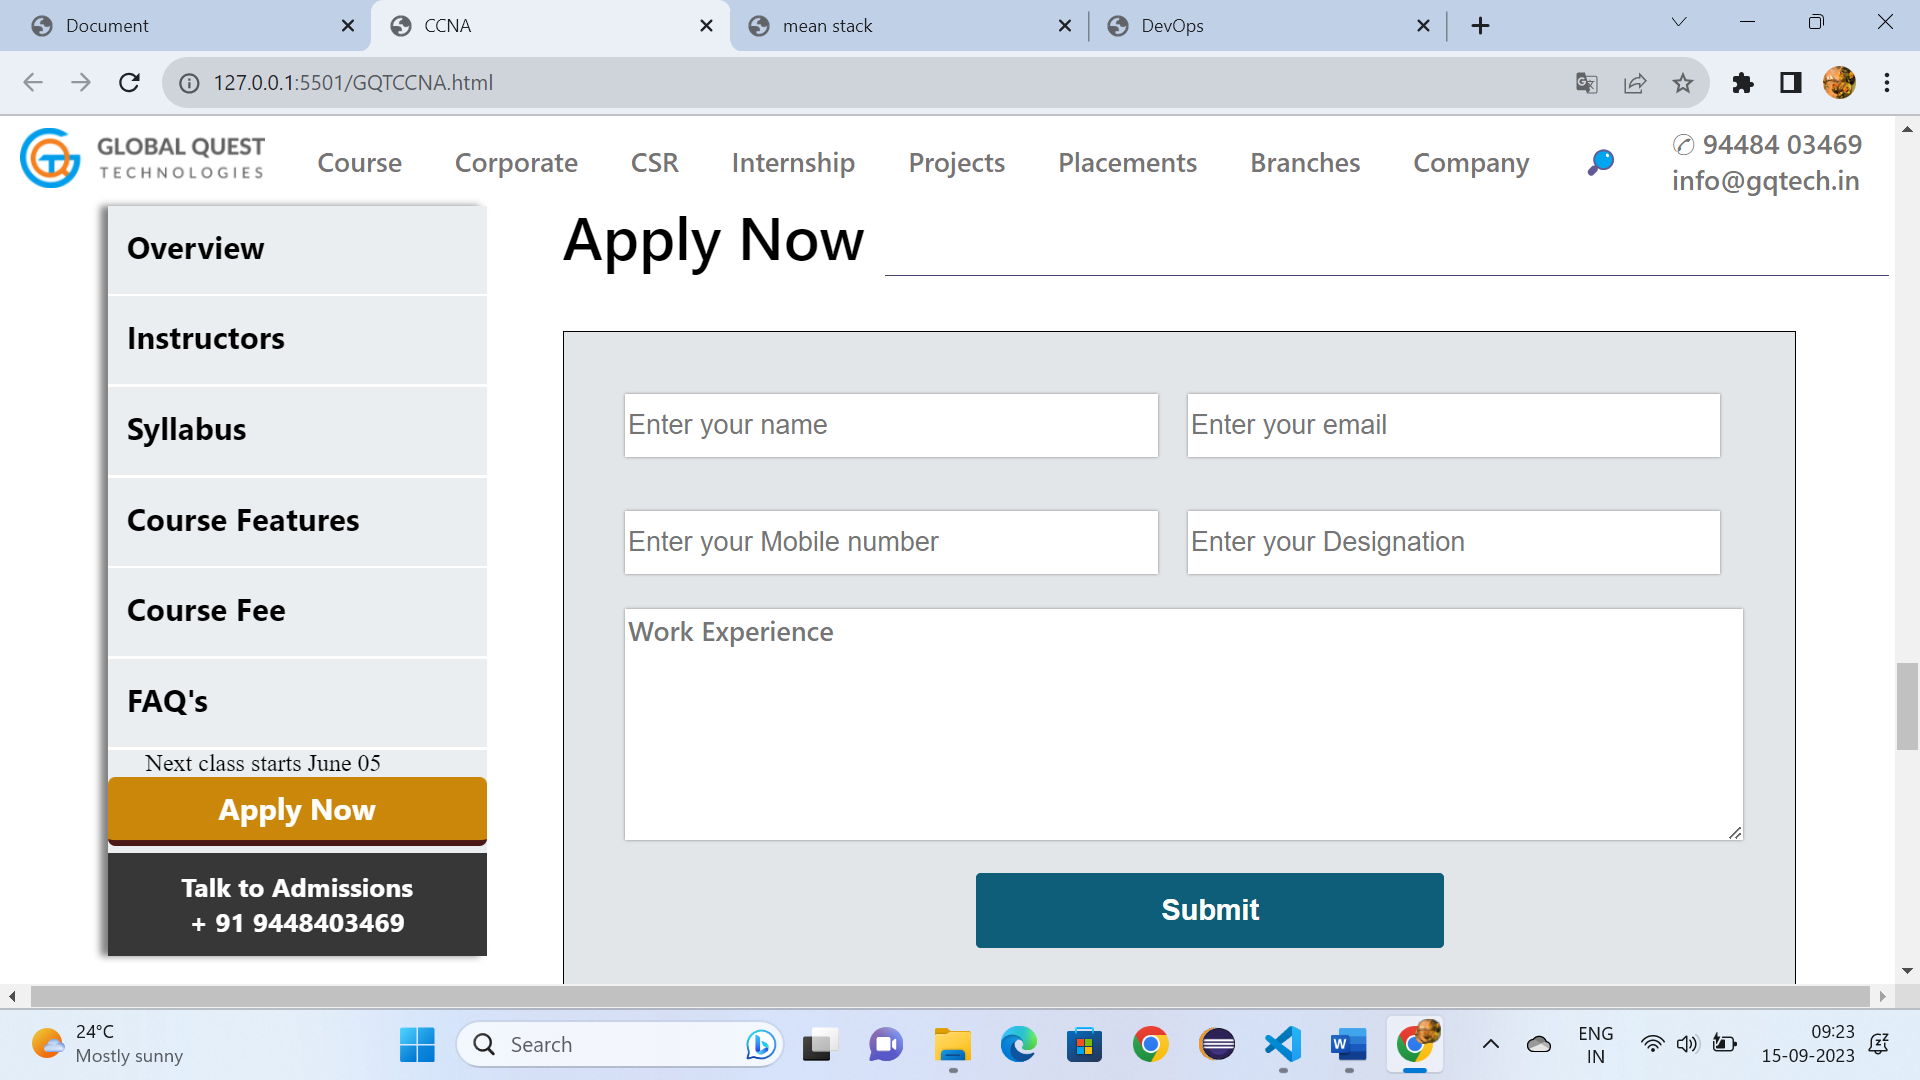 Document
CCNA
mean stack
DevOps
127.0.0.1:5501/GQTCCNA.html
GLOBAL QUEST
TECHNOLOGIES
Course
Corporate
CSR
Internship
Projects
Placements
Branches
Company
✆ 94484 03469
info@gqtech.in
Overview
Instructors
Syllabus
Course Features
Course Fee
FAQ's
Next class starts June 05
Apply Now
Talk to Admissions
+ 91 9448403469
Apply Now
Enter your name
Enter your email
Enter your Mobile number
Enter your Designation
Work Experience
Submit
24°C
Mostly sunny
Search
ENG
IN
09:23
15-09-2023